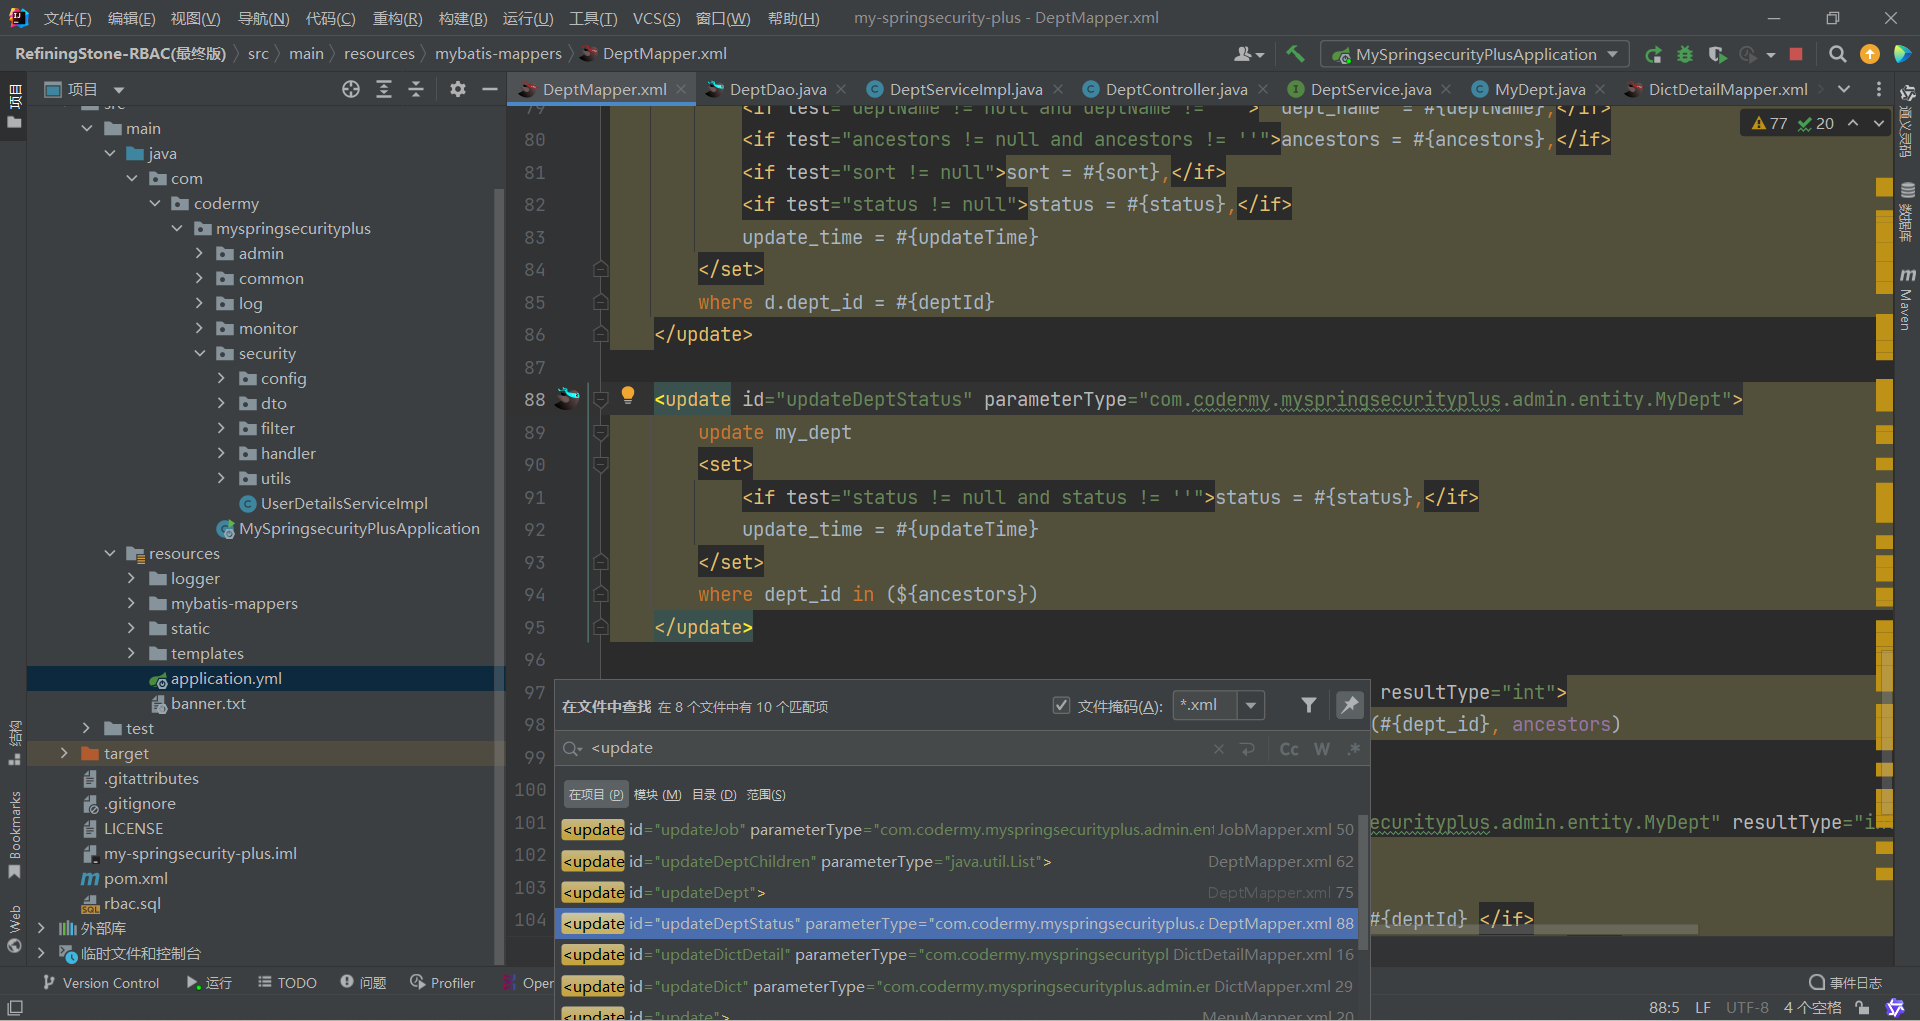 文件(F) 编辑(E) 视图(V) 导航(N) 代码(C) 重构(R) 构建(B) 运行(U) 工具(T) VCS(S) 窗口(W) 帮助(H) my-springsecurity-plus - DeptMapper.xml
RefiningStone-RBAC(最终版) src main resources mybatis-mappers DeptMapper.xml
MySpringsecurityPlusApplication
项目
DeptMapper.xml DeptDao.java DeptServiceImpl.java DeptController.java DeptService.java MyDept.java DictDetailMapper.xml
项目
结构
Bookmarks
Web
src
main
java
com
codermy
myspringsecurityplus
admin
common
log
monitor
security
config
dto
filter
handler
utils
UserDetailsServiceImpl
MySpringsecurityPlusApplication
resources
logger
mybatis-mappers
static
templates
application.yml
banner.txt
test
target
.gitattributes
.gitignore
LICENSE
my-springsecurity-plus.iml
pom.xml
rbac.sql
外部库
临时文件和控制台
77 20
79 <if test="deptName != null and deptName != ''">dept_name = #{deptName},</if>
80 <if test="ancestors != null and ancestors != ''">ancestors = #{ancestors},</if>
81 <if test="sort != null">sort = #{sort},</if>
82 <if test="status != null">status = #{status},</if>
83 update_time = #{updateTime}
84 </set>
85 where d.dept_id = #{deptId}
86 </update>
87
88 <update id="updateDeptStatus" parameterType="com.codermy.myspringsecurityplus.admin.entity.MyDept">
89 update my_dept
90 <set>
91 <if test="status != null and status != ''">status = #{status},</if>
92 update_time = #{updateTime}
93 </set>
94 where dept_id in (${ancestors})
95 </update>
96
97 resultType="int">
98 (#{dept_id}, ancestors)
99
100
101 ecurityplus.admin.entity.MyDept" resultType="i
102
103
104 #{deptId} </if>
在文件中查找 在 8 个文件中有 10 个匹配项 文件掩码(A): *.xml
<update Cc W .*
在项目 (P) 模块 (M) 目录 (D) 范围(S)
<update id="updateJob" parameterType="com.codermy.myspringsecurityplus.admin.ent JobMapper.xml 50
<update id="updateDeptChildren" parameterType="java.util.List"> DeptMapper.xml 62
<update id="updateDept"> DeptMapper.xml 75
<update id="updateDeptStatus" parameterType="com.codermy.myspringsecurityplus.a DeptMapper.xml 88
<update id="updateDictDetail" parameterType="com.codermy.myspringsecuritypl DictDetailMapper.xml 16
<update id="updateDict" parameterType="com.codermy.myspringsecurityplus.admin.er DictMapper.xml 29
<update id="update"> MenuMapper.xml 20
通义灵码
数据库
m Maven
Version Control 运行 TODO 问题 Profiler Oper 事件日志
88:5 LF UTF-8 4 个空格